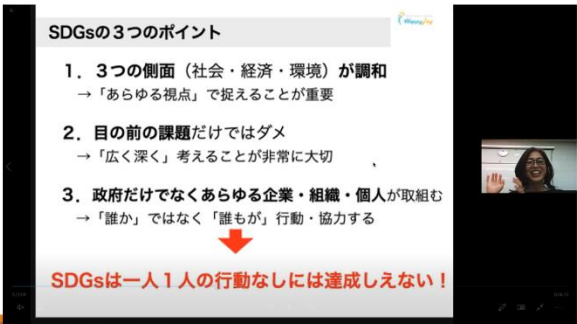 SDGsの３つのポイント
１．３つの側面（社会・経済・環境）が調和
→「あらゆる視点」で捉えることが重要
２．目の前の課題だけではダメ
→「広く深く」考えることが非常に大切
３．政府だけでなくあらゆる企業・組織・個人が取組む
→「誰か」ではなく「誰もが」行動・協力する
SDGsは一人１人の行動なしには達成しえない！